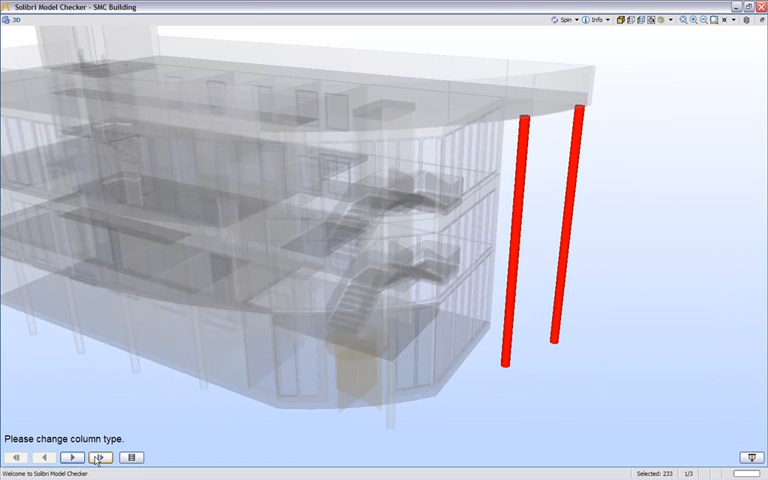 Solibri Model Checker - SMC Building
3D
Spin
Info
Please change column type.
Welcome to Solibri Model Checker
Selected: 233
1/3